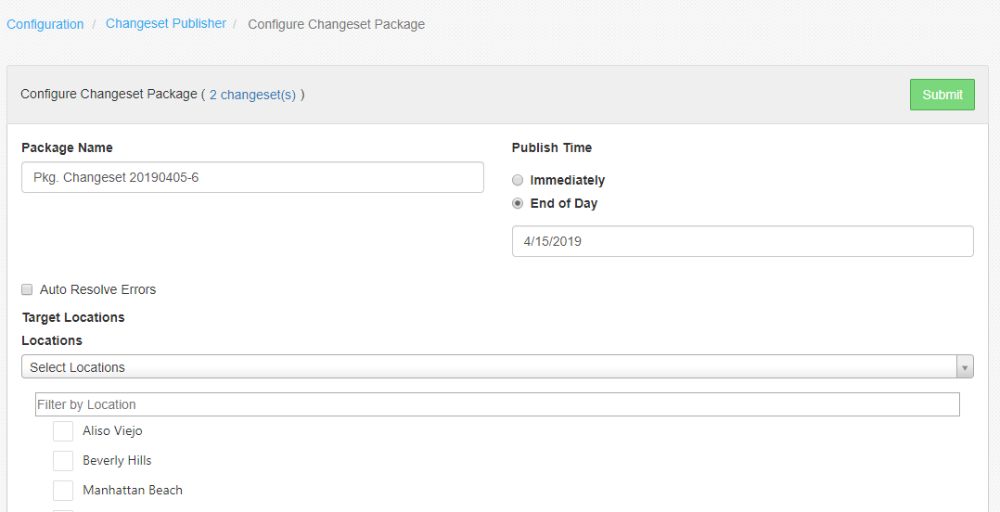 Configuration / Changeset Publisher / Configure Changeset Package
Configure Changeset Package ( 2 changeset(s) )
Submit
Package Name
Pkg. Changeset 20190405-6
Publish Time
Immediately
End of Day
4/15/2019
Auto Resolve Errors
Target Locations
Locations
Select Locations
Filter by Location
Aliso Viejo
Beverly Hills
Manhattan Beach